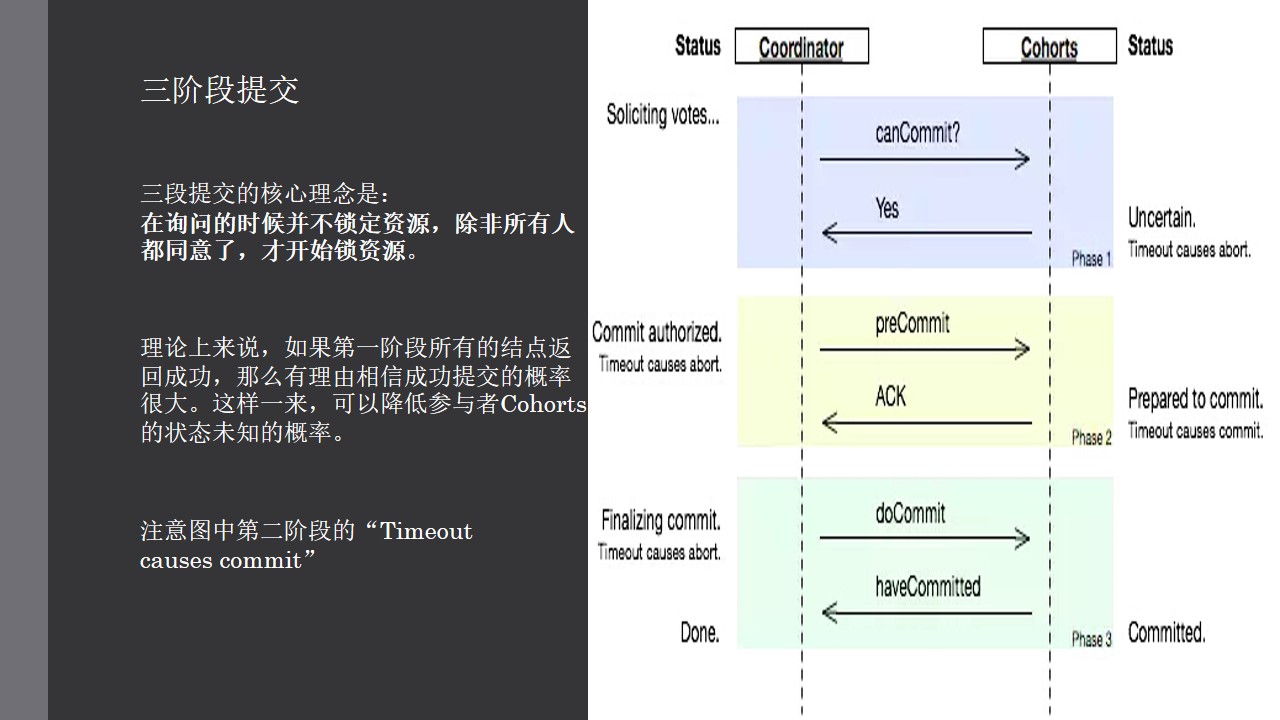 三阶段提交
三段提交的核心理念是：
在询问的时候并不锁定资源，除非所有人
都同意了，才开始锁资源。
理论上来说，如果第一阶段所有的结点返
回成功，那么有理由相信成功提交的概率
很大。这样一来，可以降低参与者Cohorts
的状态未知的概率。
注意图中第二阶段的“Timeout
causes commit”
Status
Coordinator
Cohorts
Status
Soliciting votes...
canCommit?
Yes
Uncertain.
Timeout causes abort.
Phase 1
Commit authorized.
Timeout causes abort.
preCommit
ACK
Prepared to commit.
Timeout causes commit.
Phase 2
Finalizing commit.
Timeout causes abort.
doCommit
haveCommitted
Done.
Phase 3
Committed.